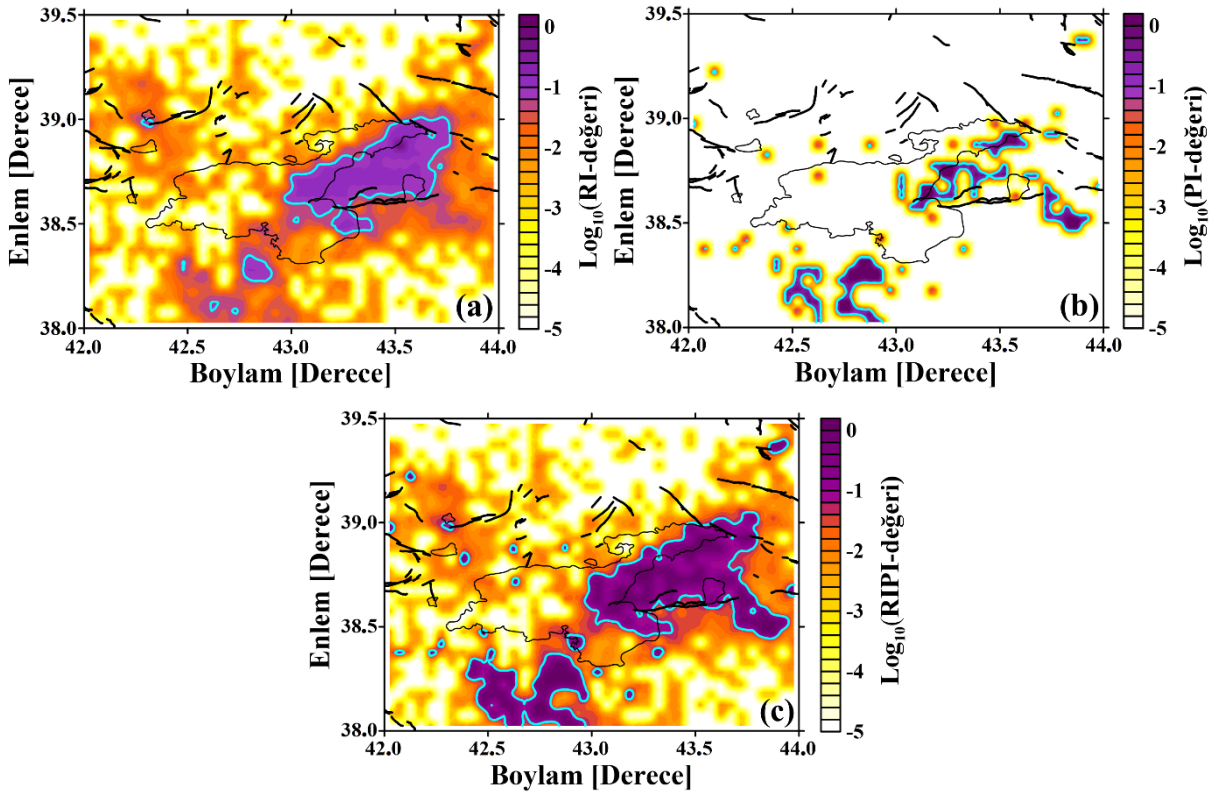 39.5
39.0
38.5
38.0
Enlem [Derece]
42.0 42.5 43.0 43.5 44.0
Boylam [Derece]
(a)
0
-1
-2
-3
-4
-5
Log₁₀(RI-değeri)
39.5
39.0
38.5
38.0
Enlem [Derece]
42.0 42.5 43.0 43.5 44.0
Boylam [Derece]
(b)
0
-1
-2
-3
-4
-5
Log₁₀(PI-değeri)
39.5
39.0
38.5
38.0
Enlem [Derece]
42.0 42.5 43.0 43.5 44.0
Boylam [Derece]
(c)
0
-1
-2
-3
-4
-5
Log₁₀(RIPI-değeri)